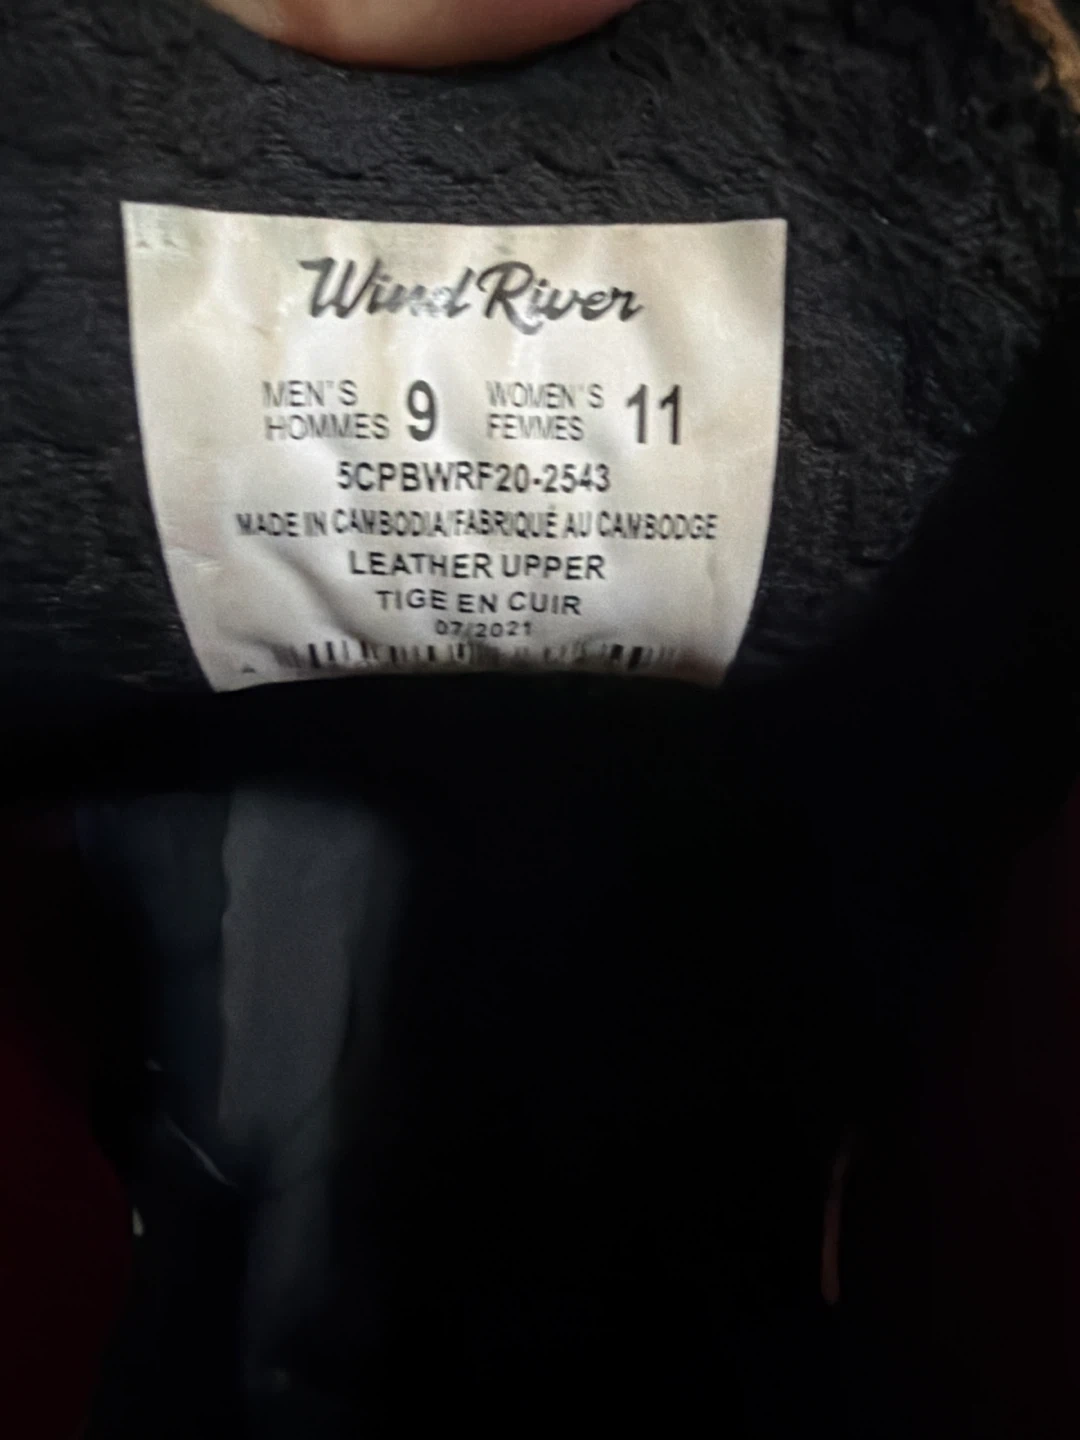 Wind River
MEN'S HOMMES 9 WOMEN'S FEMMES 11
5CPBWRF20-2543
MADE IN CAMBODIA/FABRIQUÉ AU CAMBODGE
LEATHER UPPER
TIGE EN CUIR
07/2021